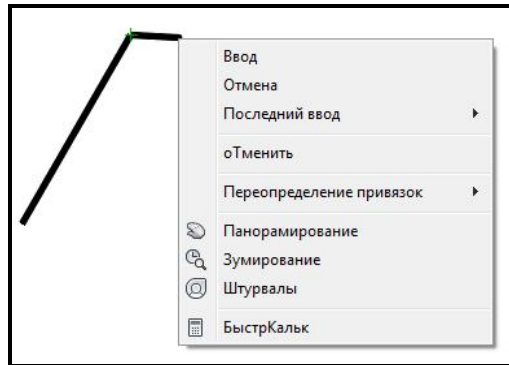 Ввод
Отмена
Последний ввод
оТменить
Переопределение привязок
Панорамирование
Зумирование
Штурвалы
БыстрКальк